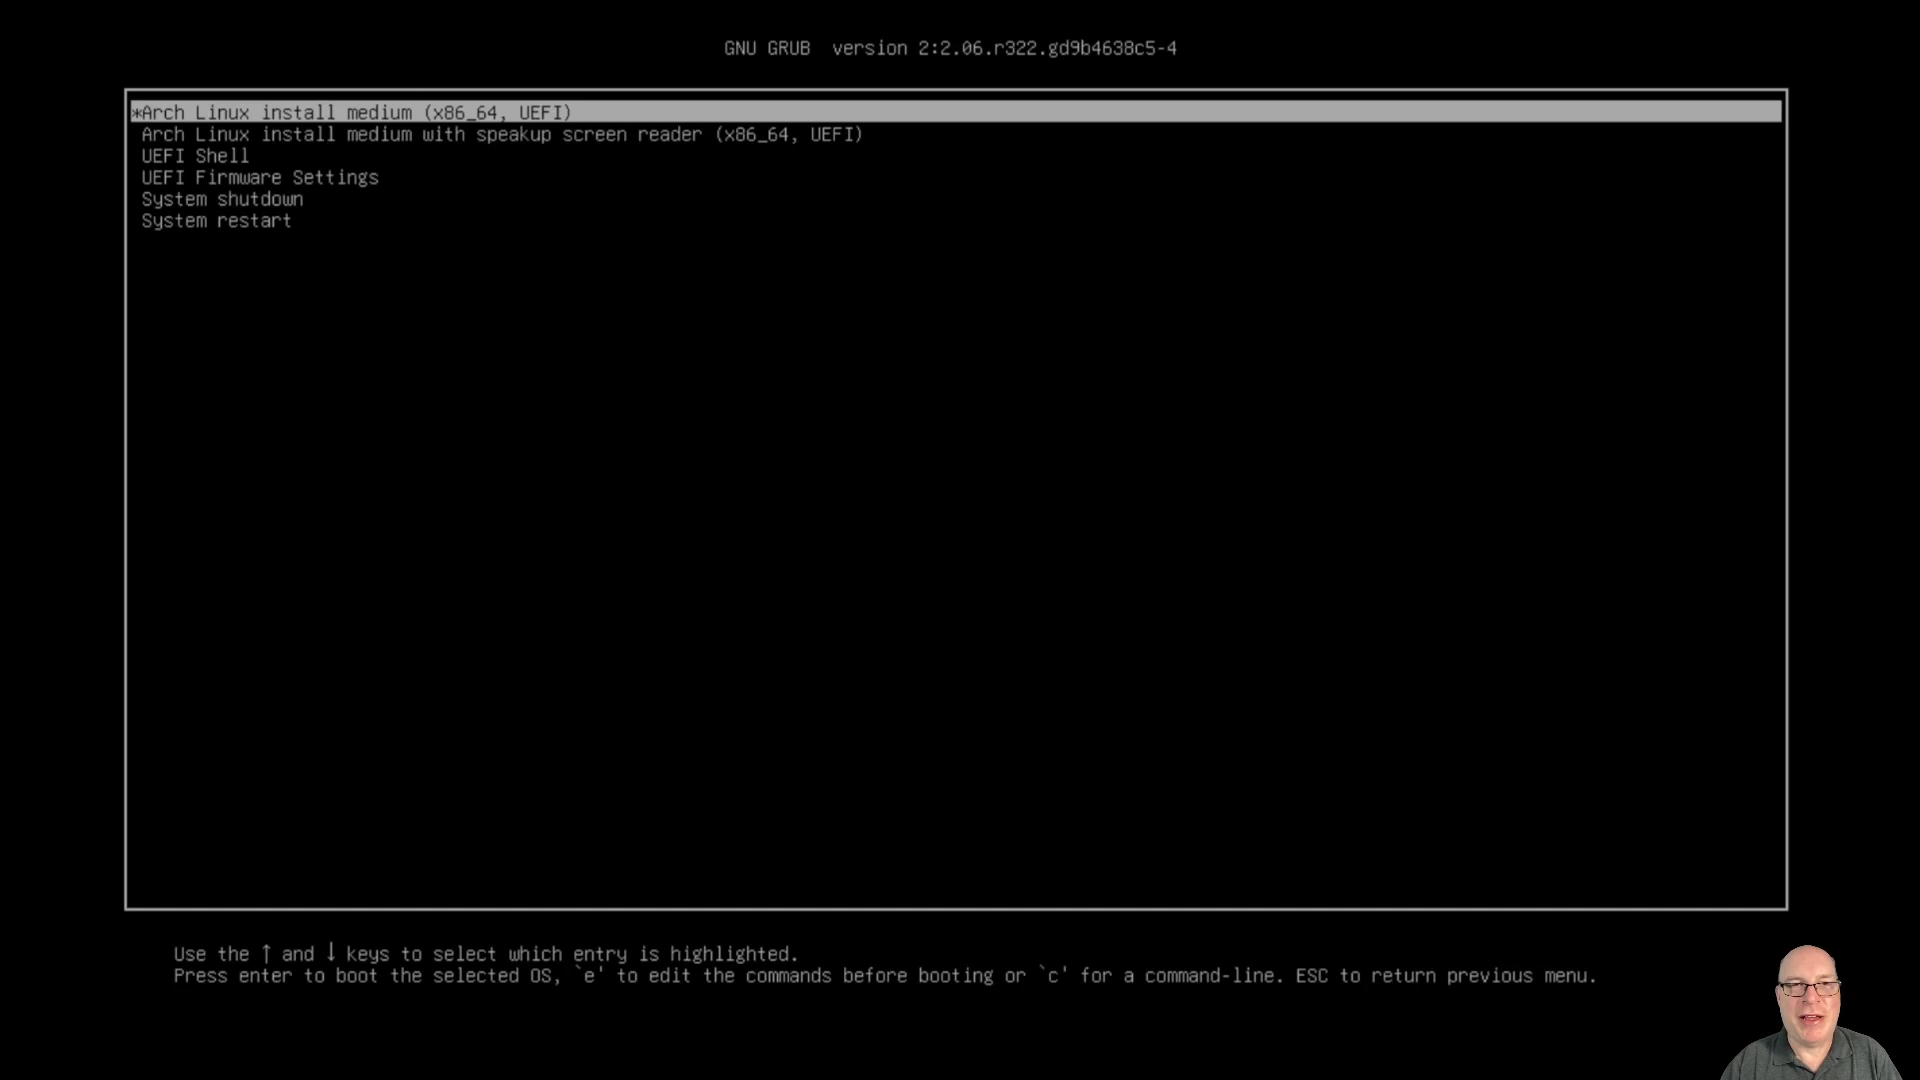 GNU GRUB  version 2:2.06.r322.gd9b4638c5-4
*Arch Linux install medium (x86_64, UEFI)
Arch Linux install medium with speakup screen reader (x86_64, UEFI)
UEFI Shell
UEFI Firmware Settings
System shutdown
System restart
Use the ↑ and ↓ keys to select which entry is highlighted.
Press enter to boot the selected OS, `e' to edit the commands before booting or `c' for a command-line. ESC to return previous menu.